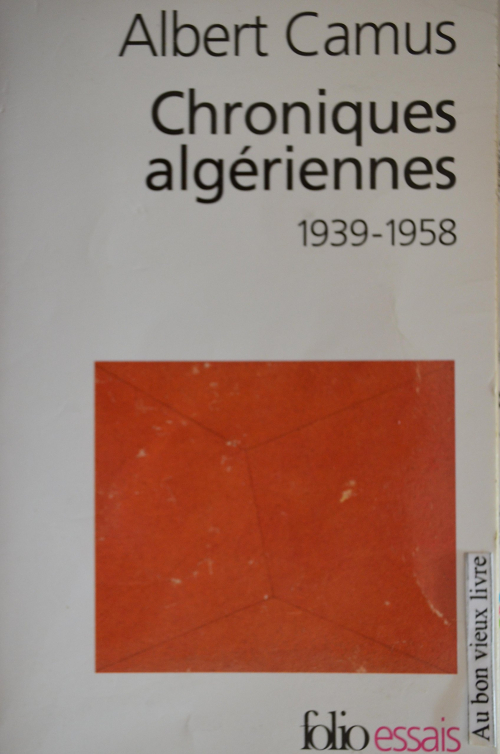 Albert Camus
Chroniques
algériennes
1939-1958
folio essais
Au bon vieux livre